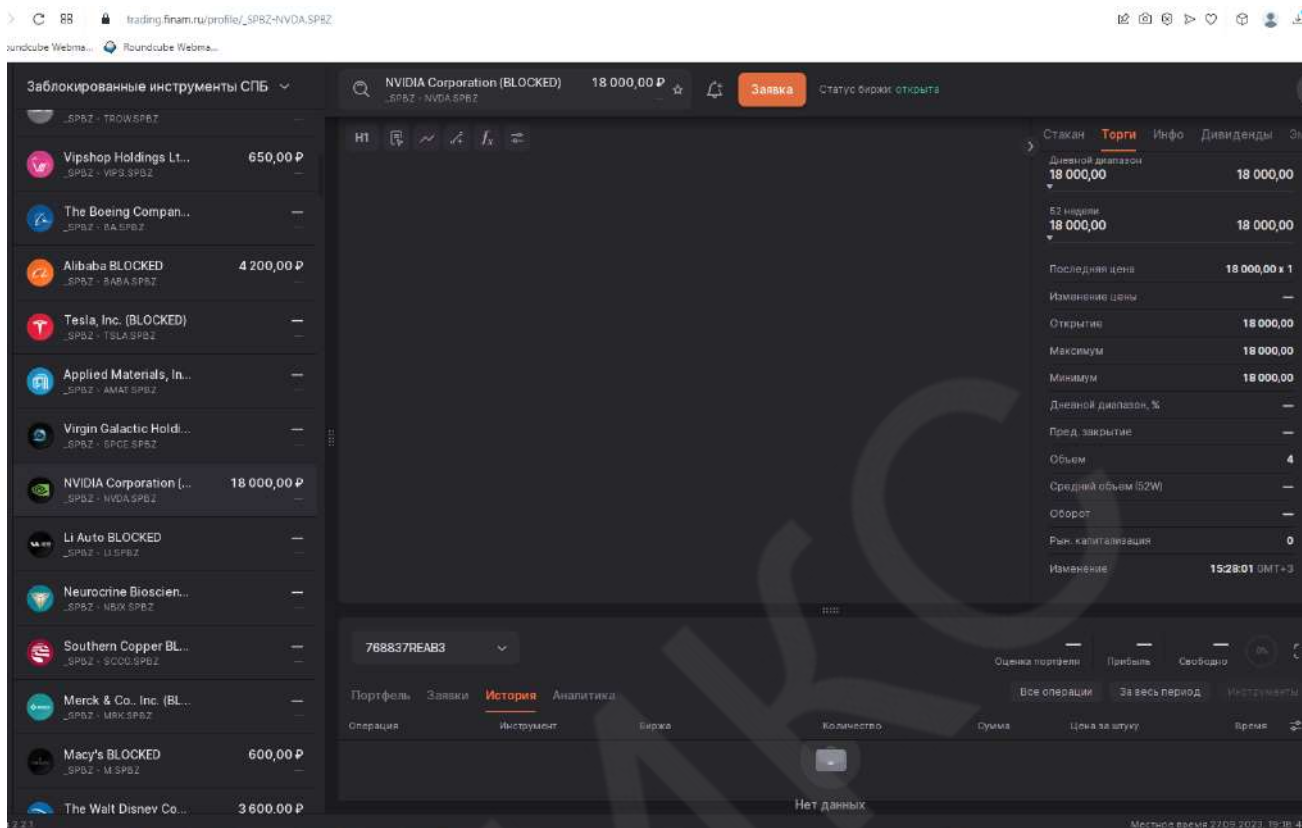 trading.finam.ru/profile/_SPBZ-NVDA.SPBZ
Roundcube Webma...
Заблокированные инструменты СПБ
_SPBZ - TROW.SPBZ
Vipshop Holdings Lt...
650,00 ₽
_SPBZ - VIPS.SPBZ
The Boeing Compan...
—
_SPBZ - BA.SPBZ
Alibaba BLOCKED
4 200,00 ₽
_SPBZ - BABA.SPBZ
Tesla, Inc. (BLOCKED)
—
_SPBZ - TSLA.SPBZ
Applied Materials, In...
—
_SPBZ - AMAT.SPBZ
Virgin Galactic Holdi...
—
_SPBZ - SPCE.SPBZ
NVIDIA Corporation (...
18 000,00 ₽
_SPBZ - NVDA.SPBZ
Li Auto BLOCKED
—
_SPBZ - LI.SPBZ
Neurocrine Bioscien...
—
_SPBZ - NBIX.SPBZ
Southern Copper BL...
—
_SPBZ - SCCO.SPBZ
Merck & Co.. Inc. (BL...
—
_SPBZ - MRK.SPBZ
Macy's BLOCKED
600,00 ₽
_SPBZ - M.SPBZ
The Walt Disney Co...
3 600,00 ₽
NVIDIA Corporation (BLOCKED)
18 000,00 ₽
_SPBZ - NVDA.SPBZ
Заявка
Статус биржи: открыта
H1
Стакан Торги Инфо Дивиденды
Дневной диапазон
18 000,00 18 000,00
52 недели
18 000,00 18 000,00
Последняя цена 18 000,00 x 1
Изменение цены —
Открытие 18 000,00
Максимум 18 000,00
Минимум 18 000,00
Дневной диапазон, % —
Пред. закрытие —
Объем 4
Средний объем (52W) —
Оборот —
Рын. капитализация 0
Изменение 15:28:01 GMT+3
768837REAB3
Оценка портфеля Прибыль Свободно 0%
Портфель Заявки История Аналитика
Все операции За весь период Инструменты
Операция Инструмент Биржа Количество Сумма Цена за штуку Время
Нет данных
Местное время 27.09.2023, 19:18:4